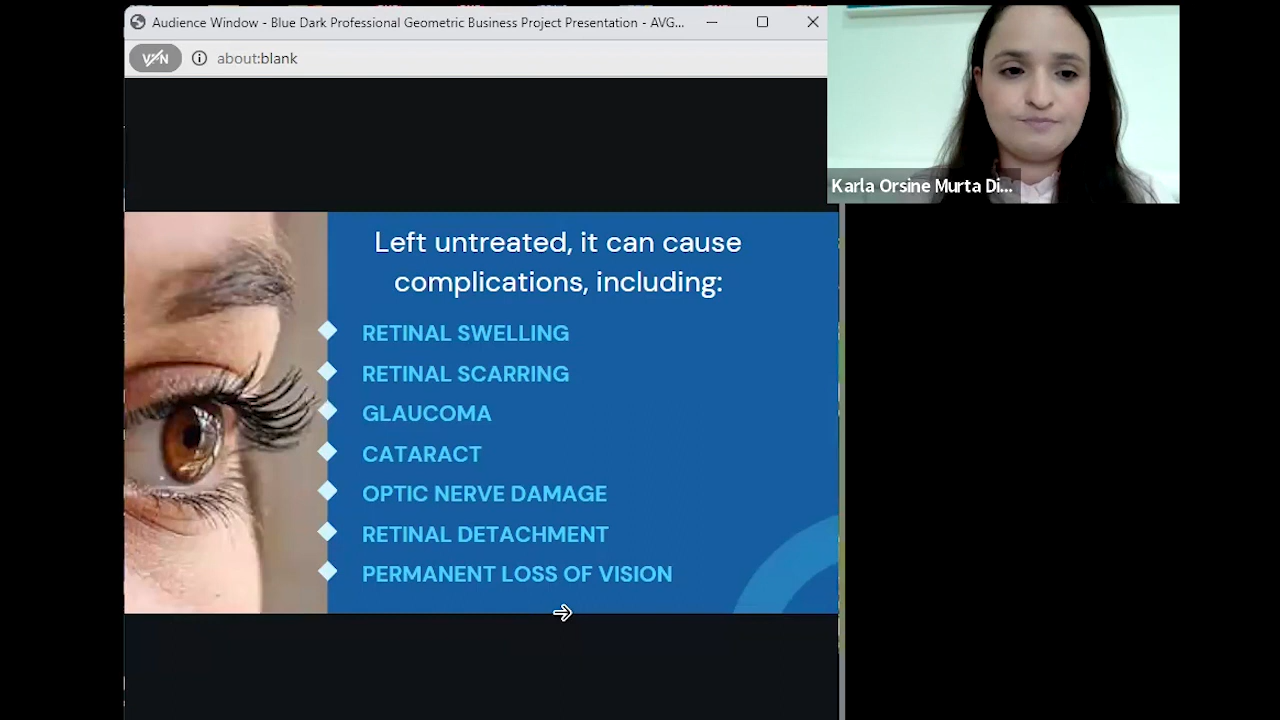 Audience Window - Blue Dark Professional Geometric Business Project Presentation - AVG...
VPN
about:blank
Karla Orsine Murta Di...
Left untreated, it can cause
complications, including:
RETINAL SWELLING
RETINAL SCARRING
GLAUCOMA
CATARACT
OPTIC NERVE DAMAGE
RETINAL DETACHMENT
PERMANENT LOSS OF VISION